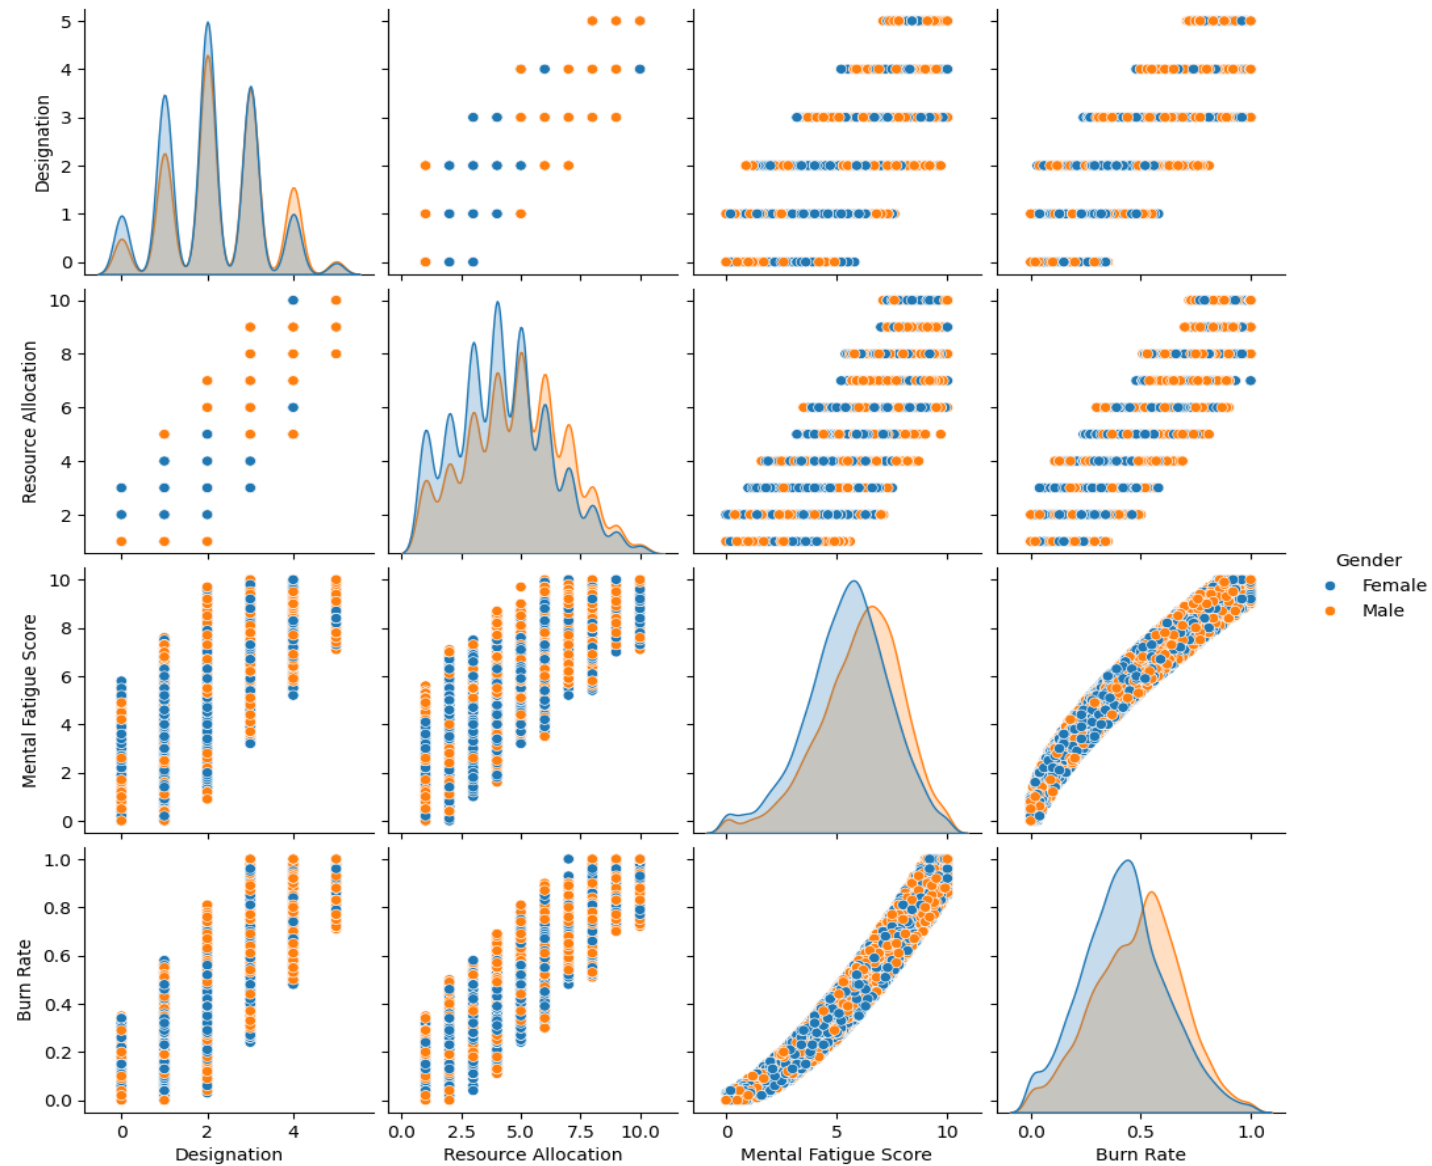 5
4
3
2
1
0
Designation
10
8
6
4
2
Resource Allocation
10
8
6
4
2
0
Mental Fatigue Score
Gender
Female
Male
1.0
0.8
0.6
0.4
0.2
0.0
Burn Rate
0 2 4
Designation
0.0 2.5 5.0 7.5 10.0
Resource Allocation
0 5 10
Mental Fatigue Score
0.0 0.5 1.0
Burn Rate